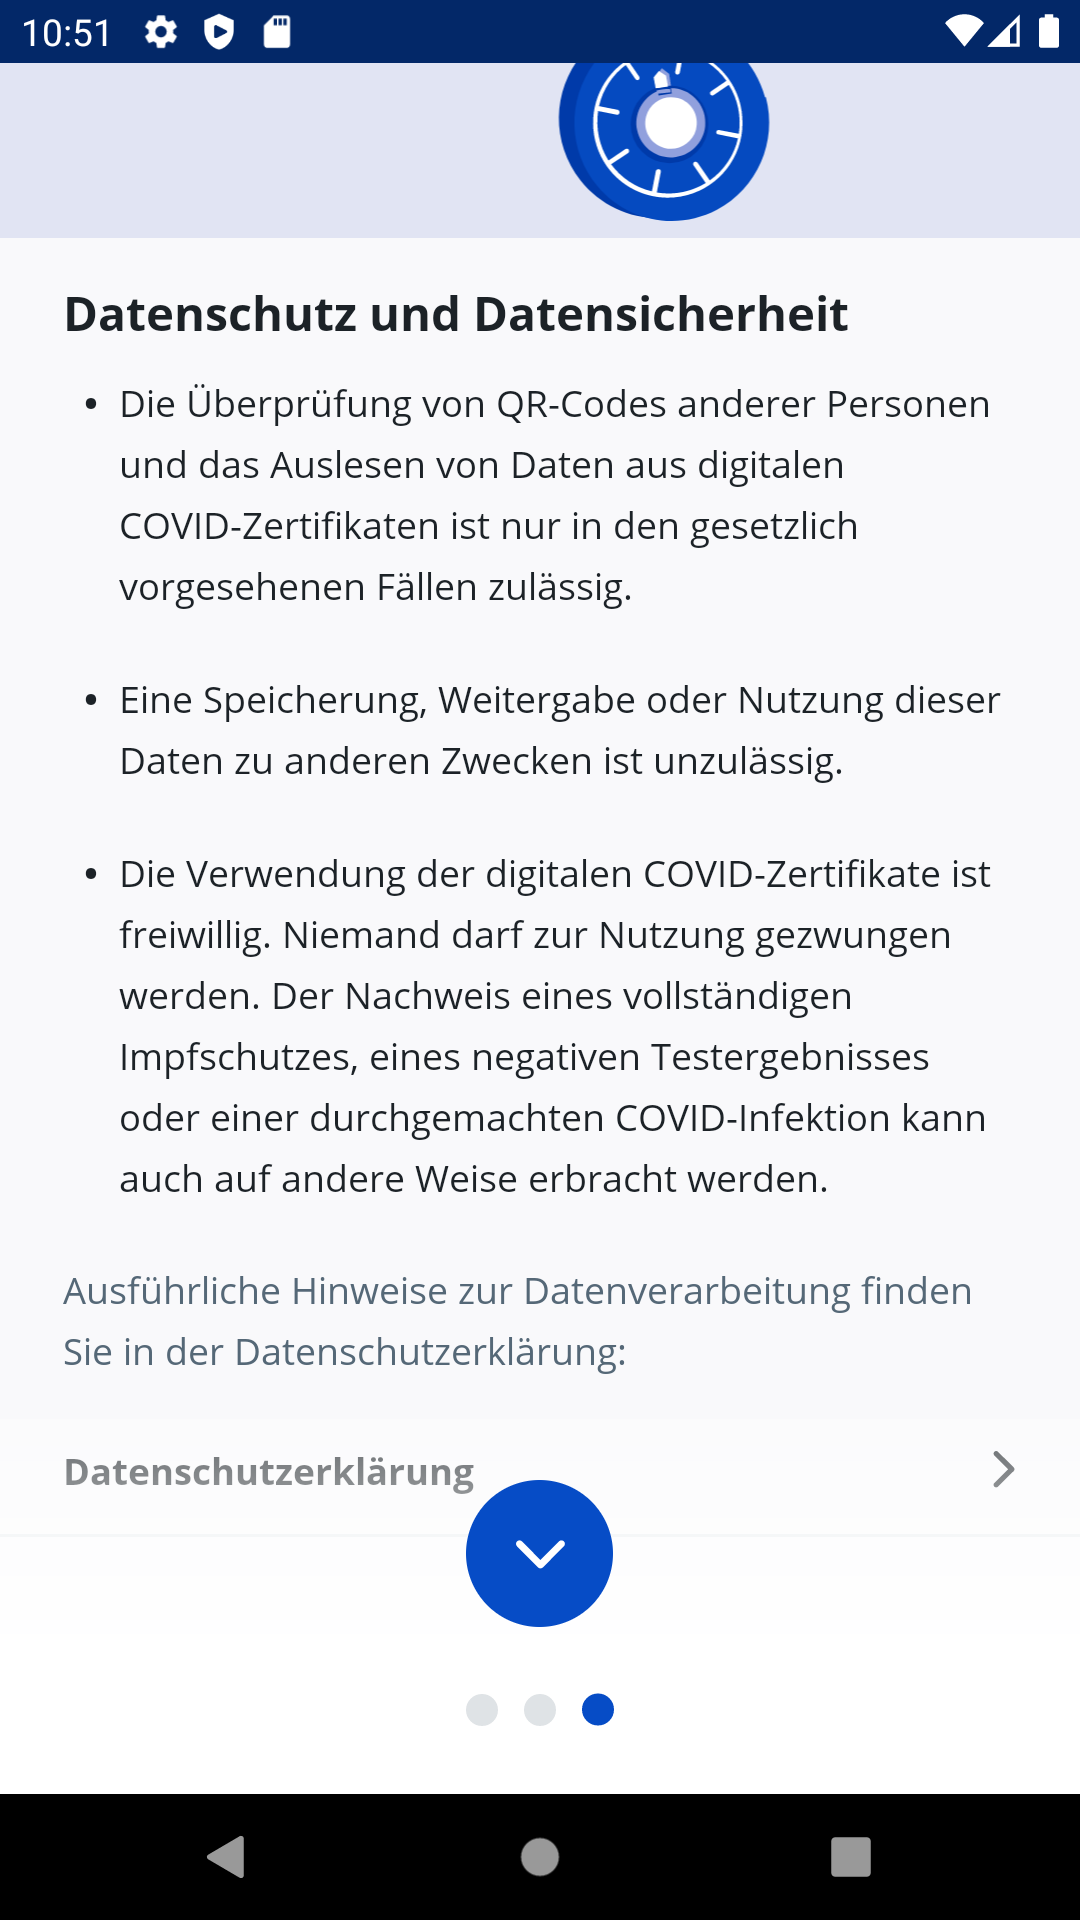 10:51
Datenschutz und Datensicherheit
• Die Überprüfung von QR-Codes anderer Personen
und das Auslesen von Daten aus digitalen
COVID-Zertifikaten ist nur in den gesetzlich
vorgesehenen Fällen zulässig.
• Eine Speicherung, Weitergabe oder Nutzung dieser
Daten zu anderen Zwecken ist unzulässig.
• Die Verwendung der digitalen COVID-Zertifikate ist
freiwillig. Niemand darf zur Nutzung gezwungen
werden. Der Nachweis eines vollständigen
Impfschutzes, eines negativen Testergebnisses
oder einer durchgemachten COVID-Infektion kann
auch auf andere Weise erbracht werden.
Ausführliche Hinweise zur Datenverarbeitung finden
Sie in der Datenschutzerklärung:
Datenschutzerklärung